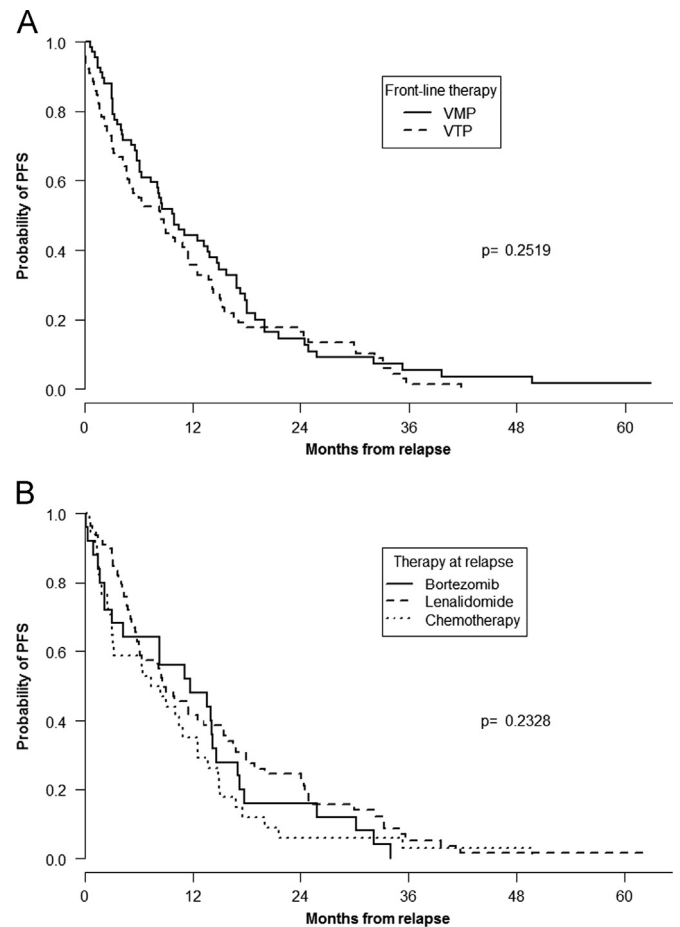 A
1.0
0.8
0.6
0.4
0.2
0.0
Probability of PFS
Front-line therapy
VMP
VTP
p= 0.2519
0 12 24 36 48 60
Months from relapse
B
1.0
0.8
0.6
0.4
0.2
0.0
Probability of PFS
Therapy at relapse
Bortezomib
Lenalidomide
Chemotherapy
p= 0.2328
0 12 24 36 48 60
Months from relapse